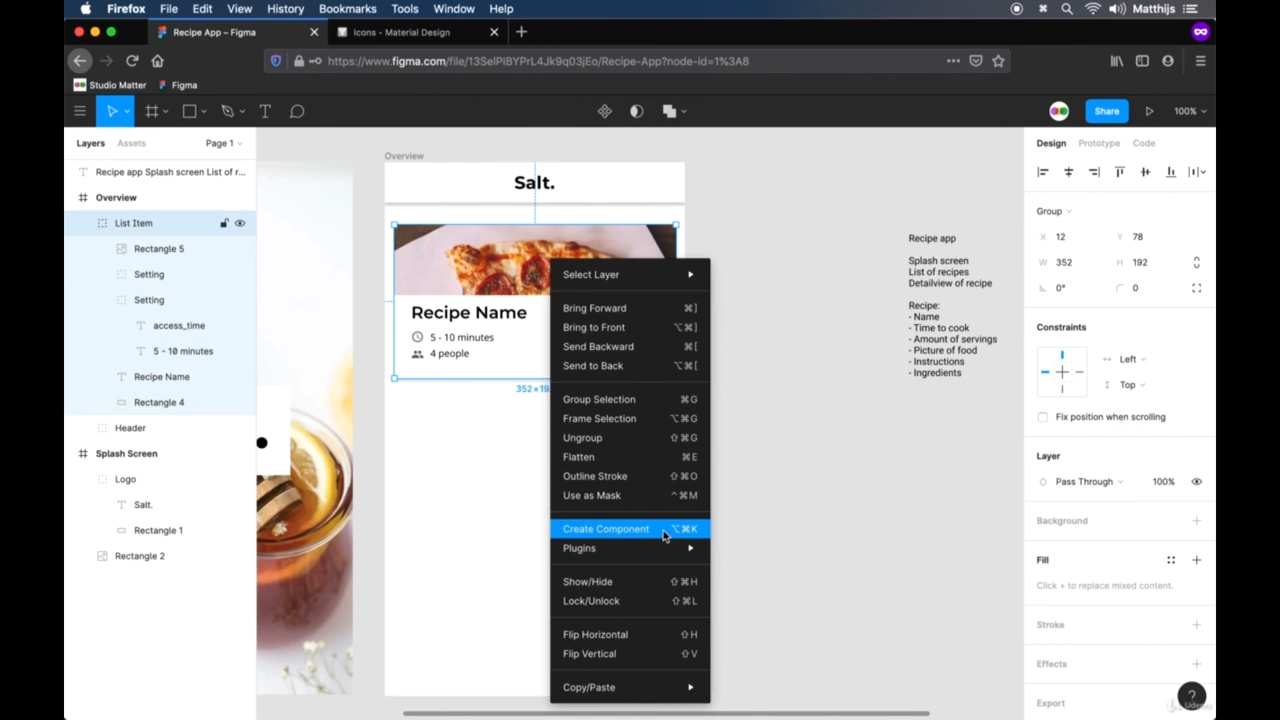 Firefox File Edit View History Bookmarks Tools Window Help Matthijs
Recipe App – Figma
Icons - Material Design
https://www.figma.com/file/13SelPIBYPrL4Jk9q03jEo/Recipe-App?node-id=1%3A8
Studio Matter Figma
Share
100%
Layers Assets Page 1
Recipe app Splash screen List of r...
Overview
List Item
Rectangle 5
Setting
Setting
access_time
5 - 10 minutes
Recipe Name
Rectangle 4
Header
Splash Screen
Logo
Salt.
Rectangle 1
Rectangle 2
Overview
Salt.
Recipe Name
5 - 10 minutes
4 people
352×19
Select Layer
Bring Forward ⌘]
Bring to Front ⌥⌘]
Send Backward ⌘[
Send to Back ⌥⌘[
Group Selection ⌘G
Frame Selection ⌥⌘G
Ungroup ⇧⌘G
Flatten ⌘E
Outline Stroke ⇧⌘O
Use as Mask ^⌘M
Create Component ⌥⌘K
Plugins
Show/Hide ⇧⌘H
Lock/Unlock ⇧⌘L
Flip Horizontal ⇧H
Flip Vertical ⇧V
Copy/Paste
Recipe app
Splash screen
List of recipes
Detailview of recipe
Recipe:
- Name
- Time to cook
- Amount of servings
- Picture of food
- Instructions
- Ingredients
Design Prototype Code
Group
X 12 Y 78
W 352 H 192
0° 0
Constraints
Left
Top
Fix position when scrolling
Layer
Pass Through 100%
Background
Fill
Click + to replace mixed content.
Stroke
Effects
Export
?
Udemy